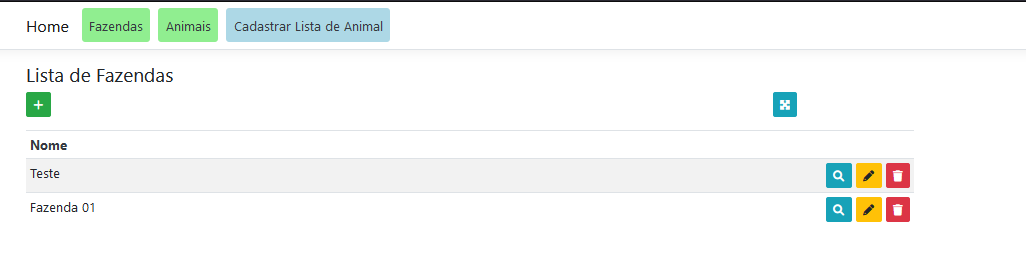 Home Fazendas Animais Cadastrar Lista de Animal
Lista de Fazendas
+
Nome
Teste
Fazenda 01